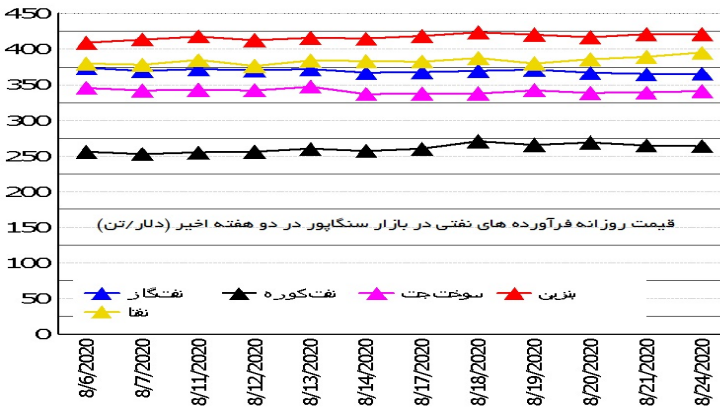 450
400
350
300
250
200
150
100
50
0
قیمت روزانه فرآورده های نفتی در بازار سنگاپور در دو هفته اخیر (دلار/تن)
نفت‌گاز نفت‌کوره سوخت‌جت بنزین
نفتا
8/6/2020 8/7/2020 8/11/2020 8/12/2020 8/13/2020 8/14/2020 8/17/2020 8/18/2020 8/19/2020 8/20/2020 8/21/2020 8/24/2020